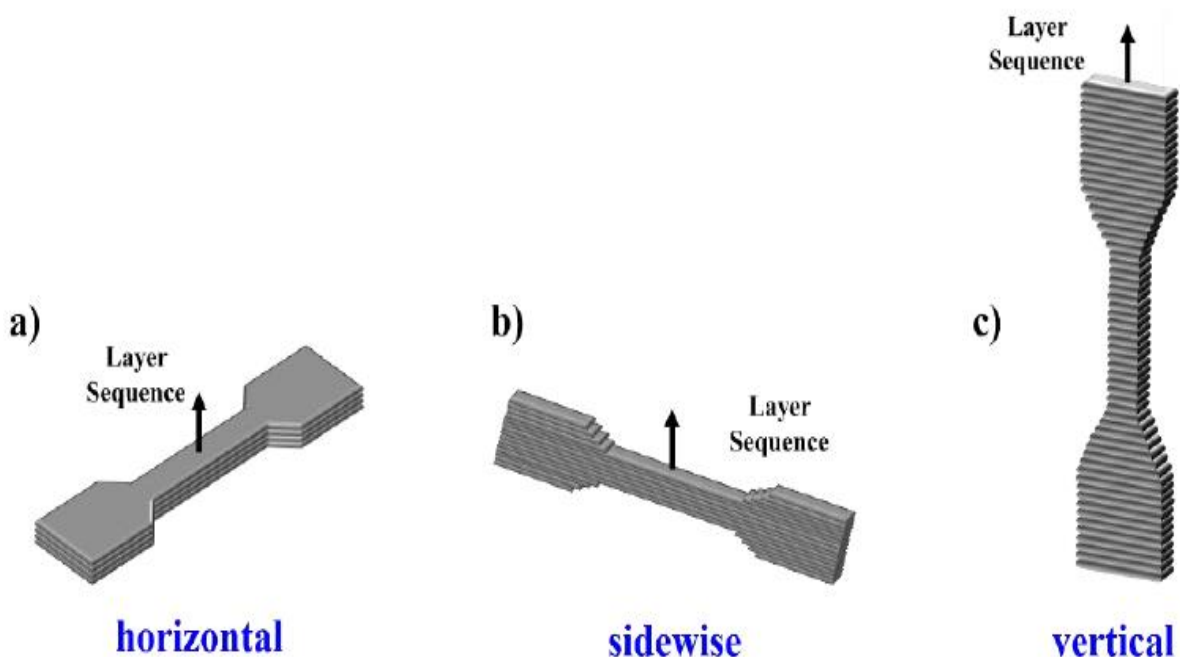 Layer
Sequence
a)
Layer
Sequence
b)
Layer
Sequence
c)
horizontal
sidewise
vertical